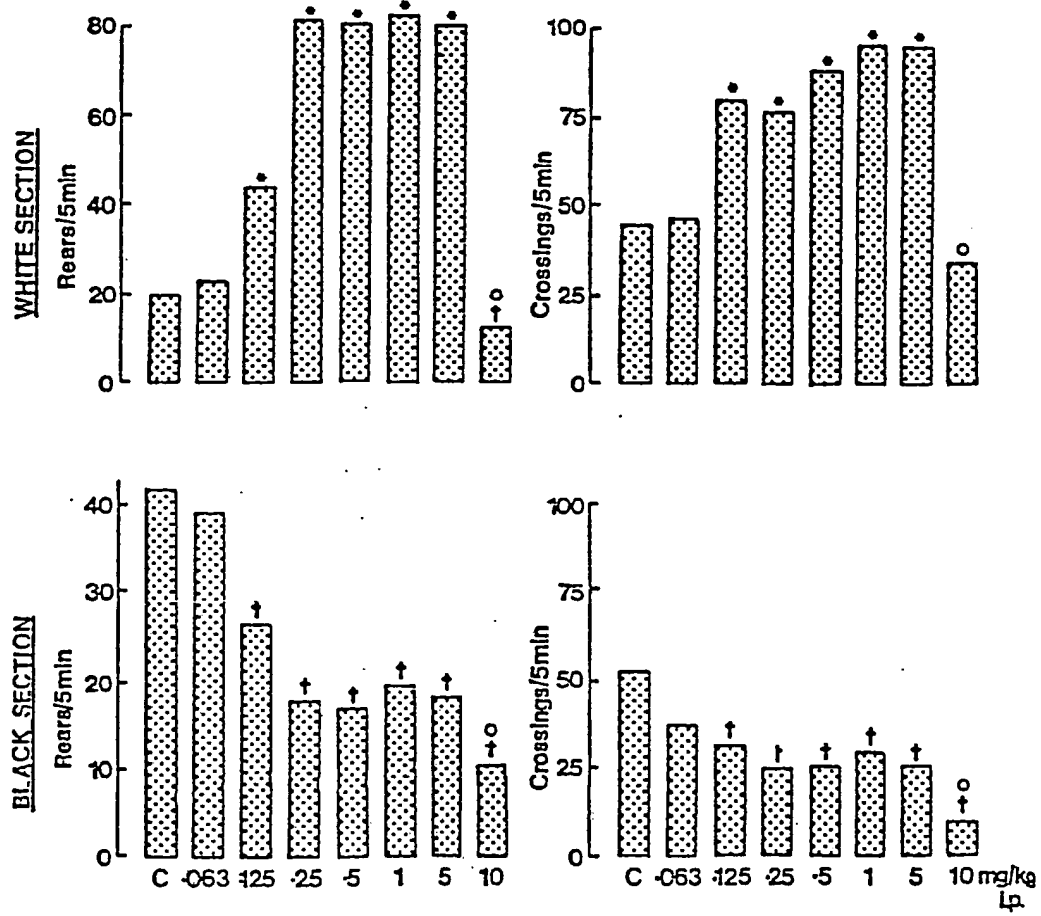 WHITE SECTION
Rears/5min
80
60
40
20
0
* * * * *
o
†
Crossings/5min
100
75
50
25
0
* * * * *
o
BLACK SECTION
Rears/5min
40
30
20
10
0
† † † † †
o
†
C ·063 ·125 ·25 ·5 1 5 10
Crossings/5min
100
75
50
25
0
† † † † †
o
†
C ·063 ·125 ·25 ·5 1 5 10 mg/kg
i.p.